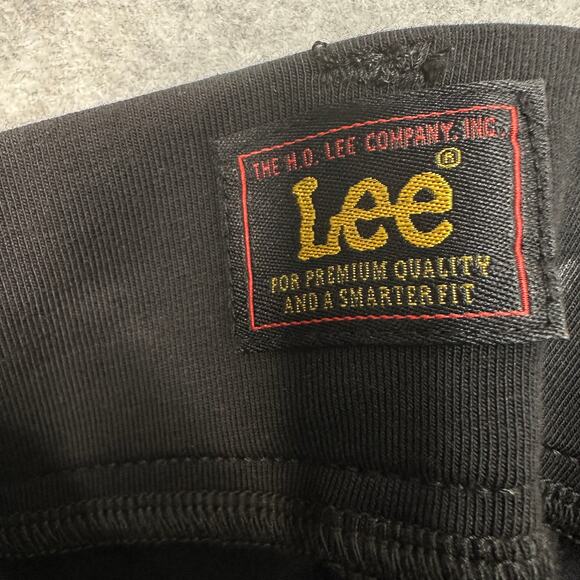 THE H.D. LEE COMPANY, INC.
Lee®
FOR PREMIUM QUALITY
AND A SMARTER FIT